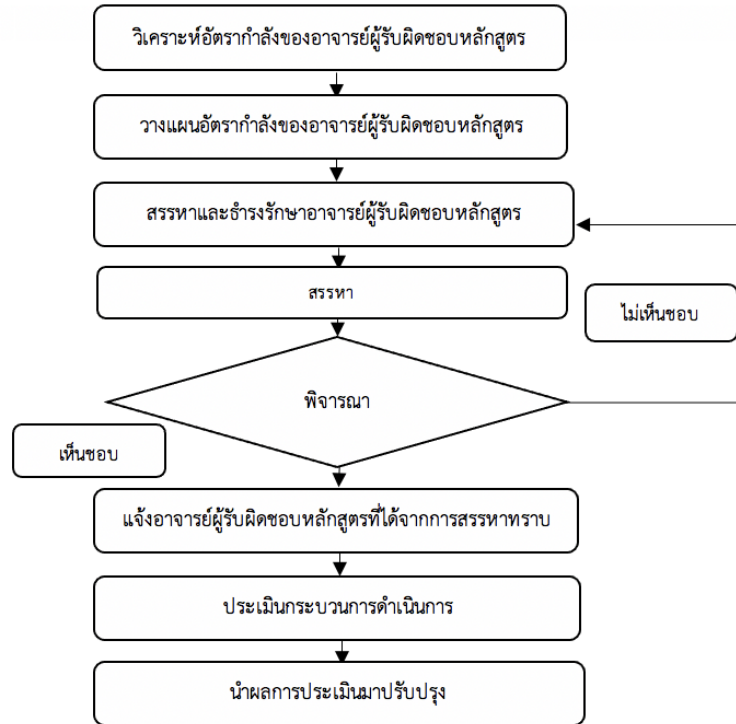 วิเคราะห์อัตรากำลังของอาจารย์ผู้รับผิดชอบหลักสูตร
วางแผนอัตรากำลังของอาจารย์ผู้รับผิดชอบหลักสูตร
สรรหาและธำรงรักษาอาจารย์ผู้รับผิดชอบหลักสูตร
สรรหา
ไม่เห็นชอบ
พิจารณา
เห็นชอบ
แจ้งอาจารย์ผู้รับผิดชอบหลักสูตรที่ได้จากการสรรหาทราบ
ประเมินกระบวนการดำเนินการ
นำผลการประเมินมาปรับปรุง